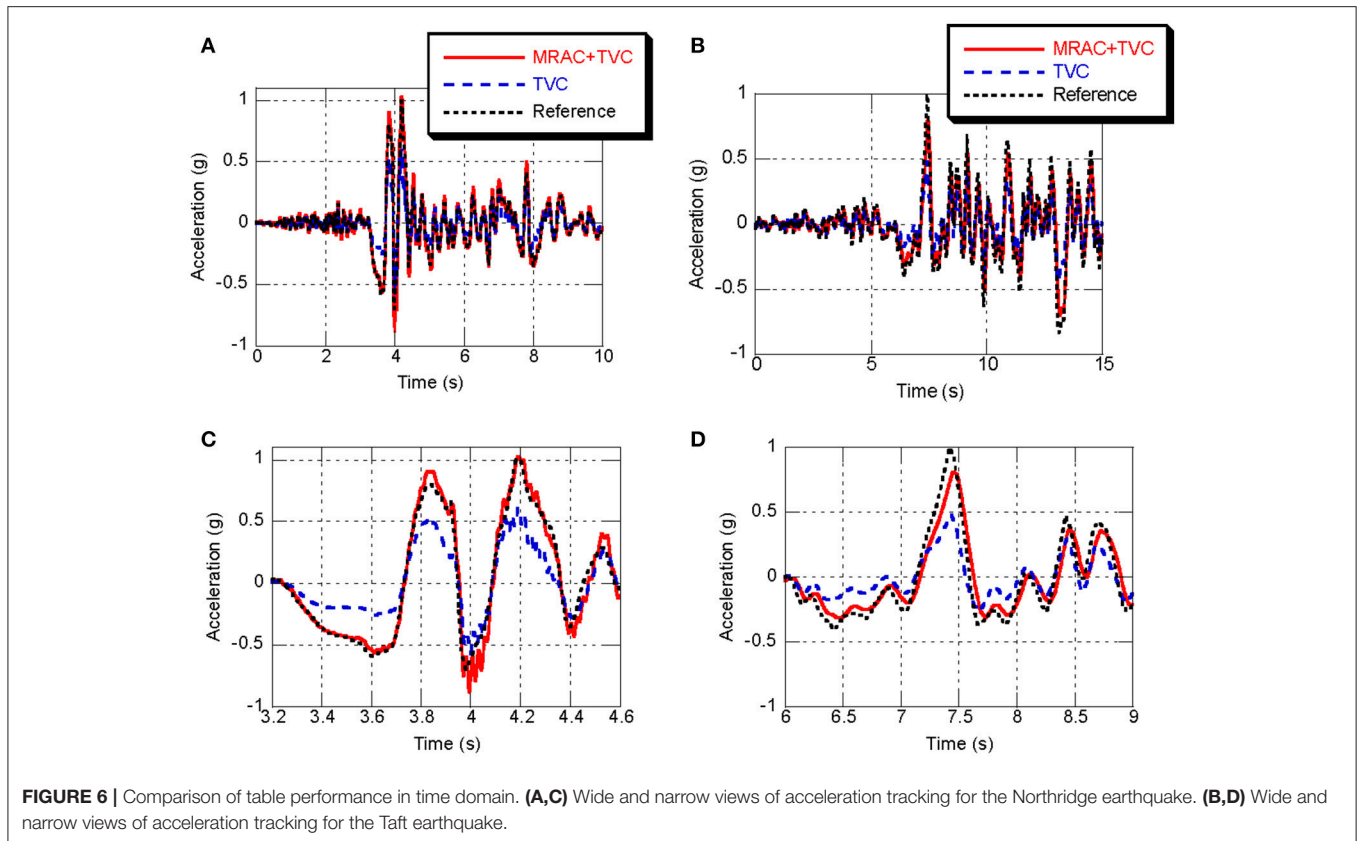 A
MRAC+TVC
TVC
Reference
1
0.5
0
-0.5
-1
Acceleration (g)
0 2 4 6 8 10
Time (s)
B
MRAC+TVC
TVC
Reference
1
0.5
0
-0.5
-1
Acceleration (g)
0 5 10 15
Time (s)
C
1
0.5
0
-0.5
-1
Acceleration (g)
3.2 3.4 3.6 3.8 4 4.2 4.4 4.6
Time (s)
D
1
0.5
0
-0.5
-1
Acceleration (g)
6 6.5 7 7.5 8 8.5 9
Time (s)
FIGURE 6 | Comparison of table performance in time domain. (A,C) Wide and narrow views of acceleration tracking for the Northridge earthquake. (B,D) Wide and
narrow views of acceleration tracking for the Taft earthquake.